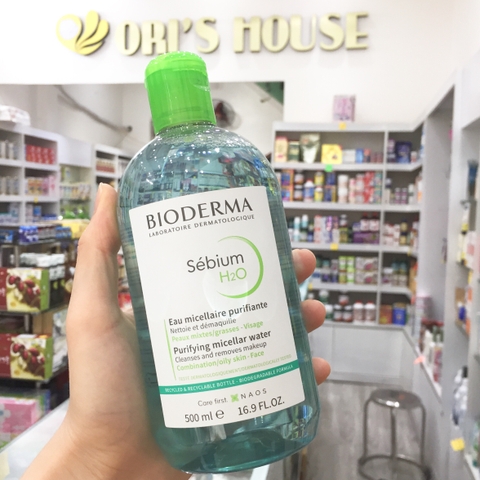 ORI'S HOUSE
BIODERMA
LABORATOIRE DERMATOLOGIQUE
Sébium
H2O
Eau micellaire purifiante
Nettoie et démaquille
Peaux mixtes/grasses - Visage
Purifying micellar water
Cleanses and removes makeup
Combination/oily skin - Face
RECYCLED & RECYCLABLE BOTTLE - BIODEGRADABLE FORMULA
Care first NAOS
500 ml e 16.9 FL.OZ.